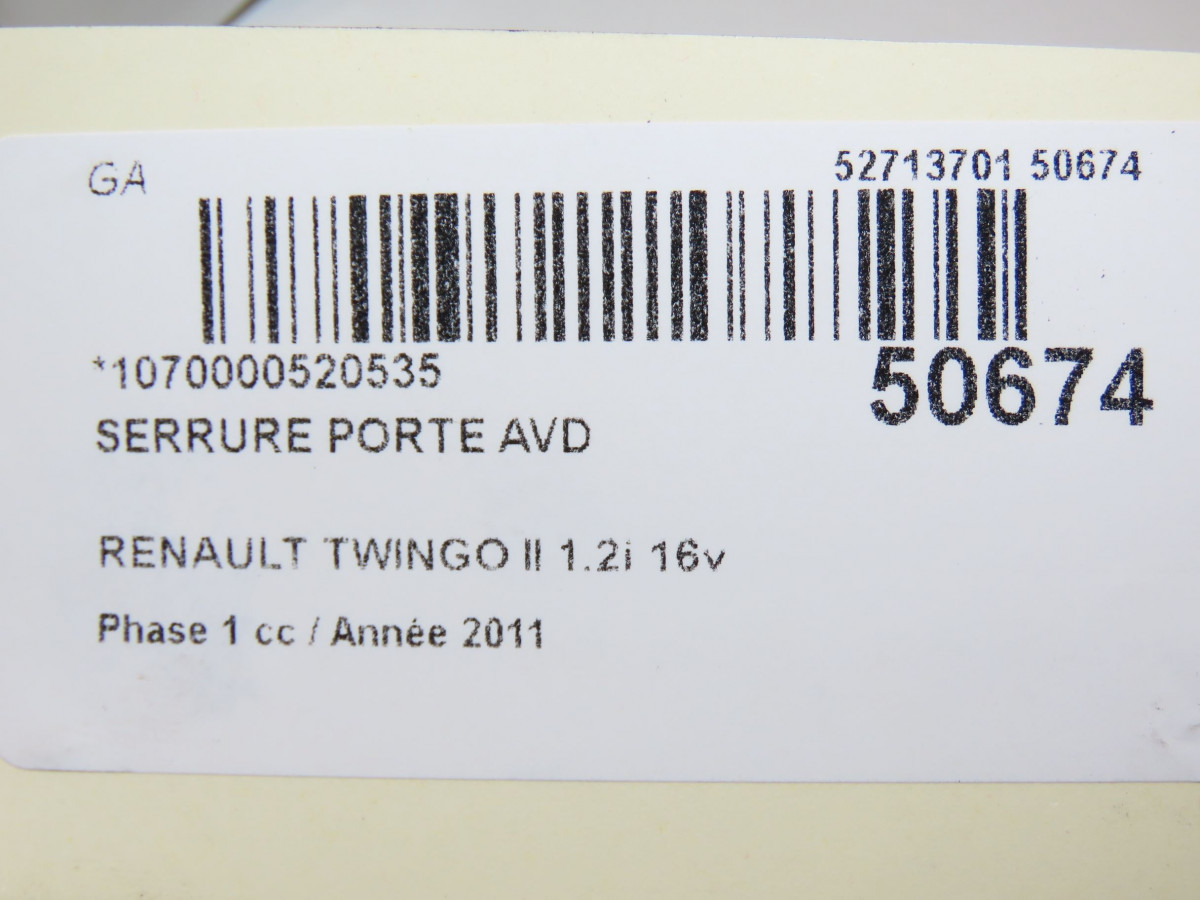 GA
52713701 50674
*1070000520535
50674
SERRURE PORTE AVD
RENAULT TWINGO II 1.2i 16v
Phase 1 cc / Année 2011